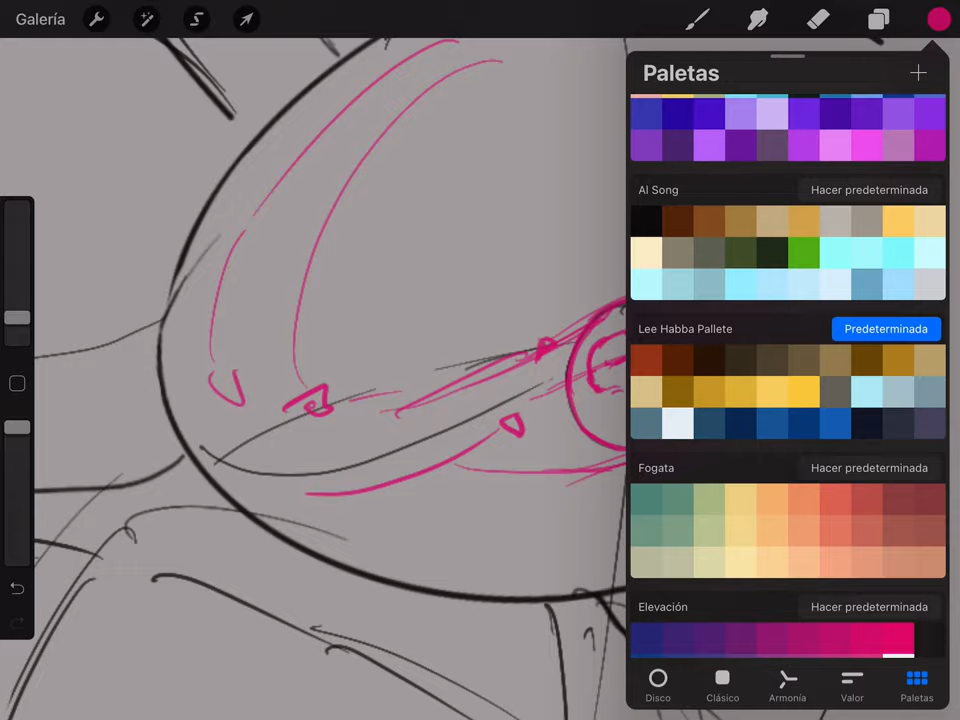 Galería
Paletas
Al Song
Hacer predeterminada
Lee Habba Pallete
Predeterminada
Fogata
Hacer predeterminada
Elevación
Hacer predeterminada
Disco
Clásico
Armonía
Valor
Paletas